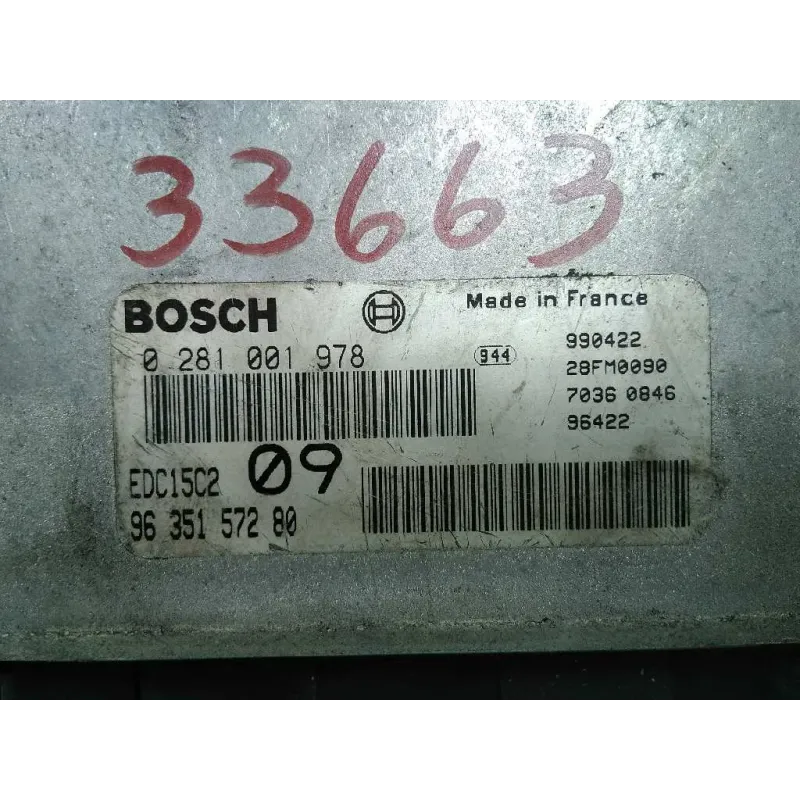 33663
BOSCH
Made in France
0 281 001 978
944
990422
28FM0090
7036 0846
96422
EDC15C2
09
96 351 572 80